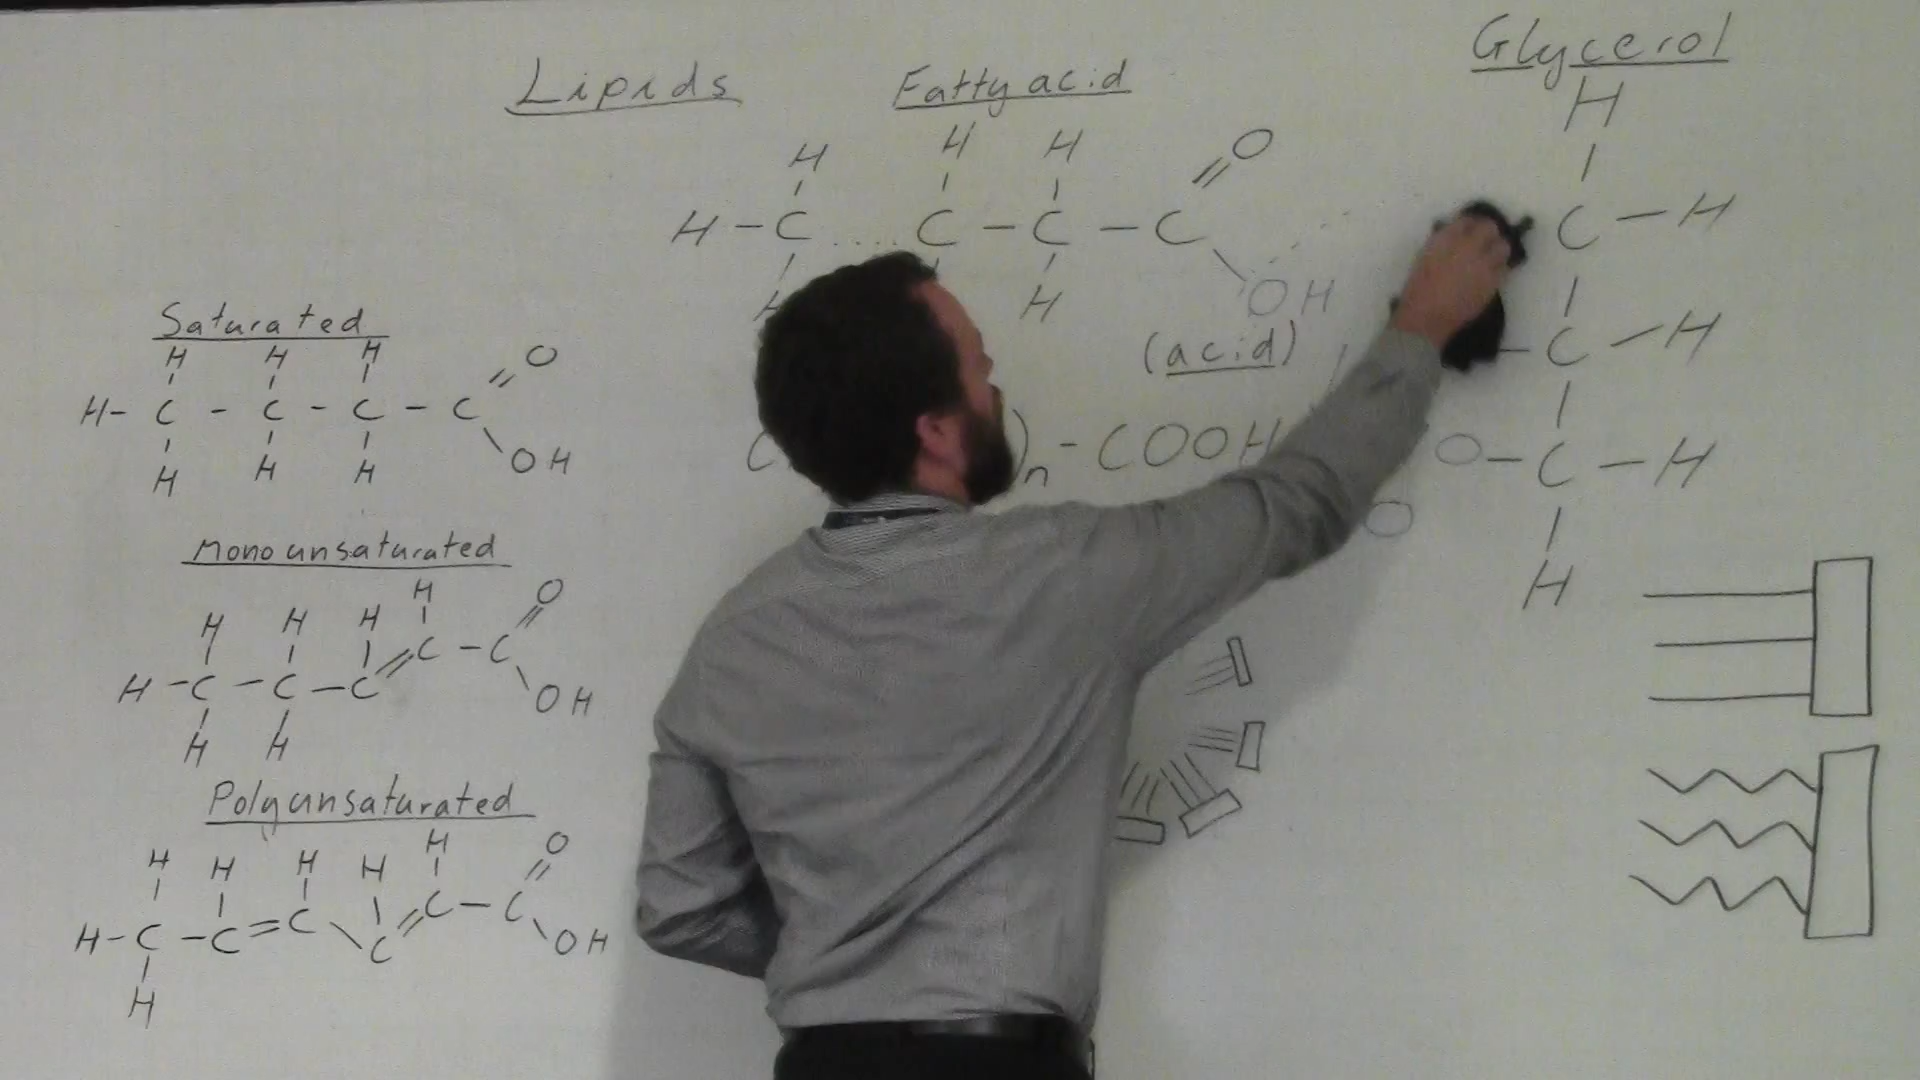 Lipids
Fatty acid
Glycerol
H H H O
H - C .... C - C - C
H OH
(acid)
)n - COOH
H
C - H
- C - H
O - C - H
H
O
Saturated
H H H O
H - C - C - C - C
H H H OH
Monounsaturated
H H H H O
H - C - C - C = C - C
H H OH
Polyunsaturated
H H H H H O
H - C - C = C - C = C - C
H OH